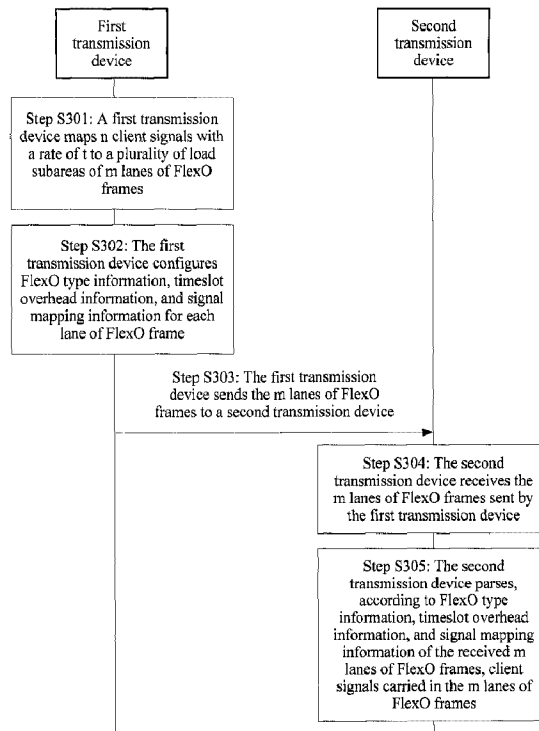 First
transmission
device
Second
transmission
device
Step S301: A first transmission
device maps n client signals with
a rate of t to a plurality of load
subareas of m lanes of FlexO
frames
Step S302: The first
transmission device configures
FlexO type information, timeslot
overhead information, and signal
mapping information for each
lane of FlexO frame
Step S303: The first transmission
device sends the m lanes of FlexO
frames to a second transmission device
Step S304: The second
transmission device receives the
m lanes of FlexO frames sent by
the first transmission device
Step S305: The second
transmission device parses,
according to FlexO type
information, timeslot overhead
information, and signal mapping
information of the received m
lanes of FlexO frames, client
signals carried in the m lanes of
FlexO frames